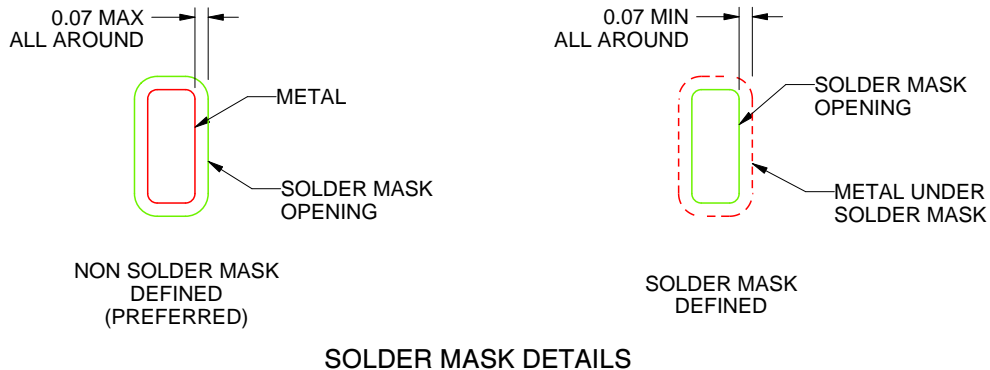 0.07 MAX
ALL AROUND
METAL
SOLDER MASK
OPENING
NON SOLDER MASK
DEFINED
(PREFERRED)
0.07 MIN
ALL AROUND
SOLDER MASK
OPENING
METAL UNDER
SOLDER MASK
SOLDER MASK
DEFINED
SOLDER MASK DETAILS